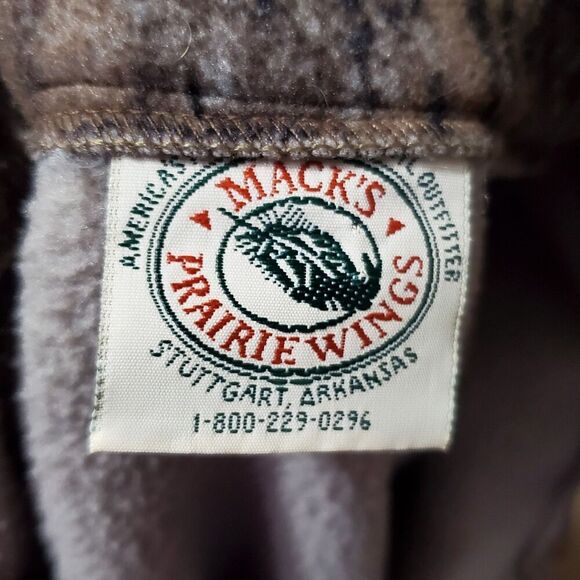 AMERICA'S OUTFITTER
MACK'S
PRAIRIE WINGS
STUTTGART, ARKANSAS
1-800-229-0296